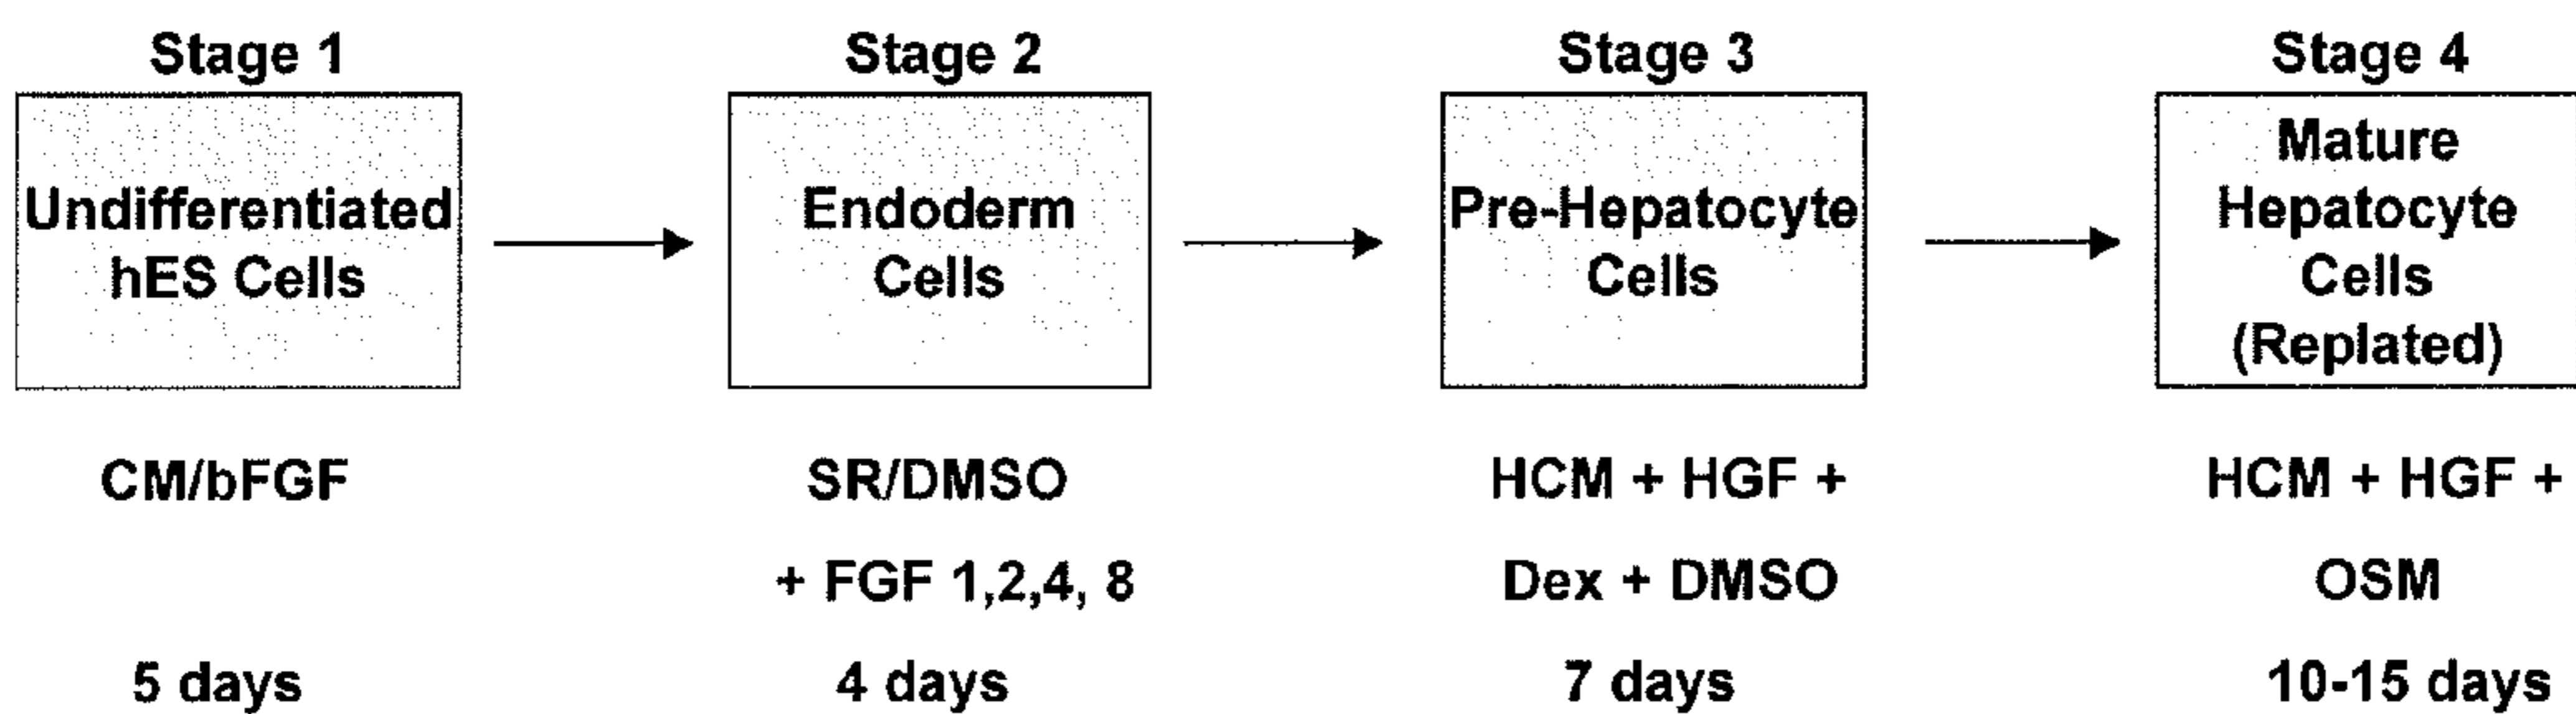 Stage 1
Undifferentiated
hES Cells
CM/bFGF
5 days
Stage 2
Endoderm
Cells
SR/DMSO
+ FGF 1,2,4, 8
4 days
Stage 3
Pre-Hepatocyte
Cells
HCM + HGF +
Dex + DMSO
7 days
Stage 4
Mature
Hepatocyte
Cells
(Replated)
HCM + HGF +
OSM
10-15 days